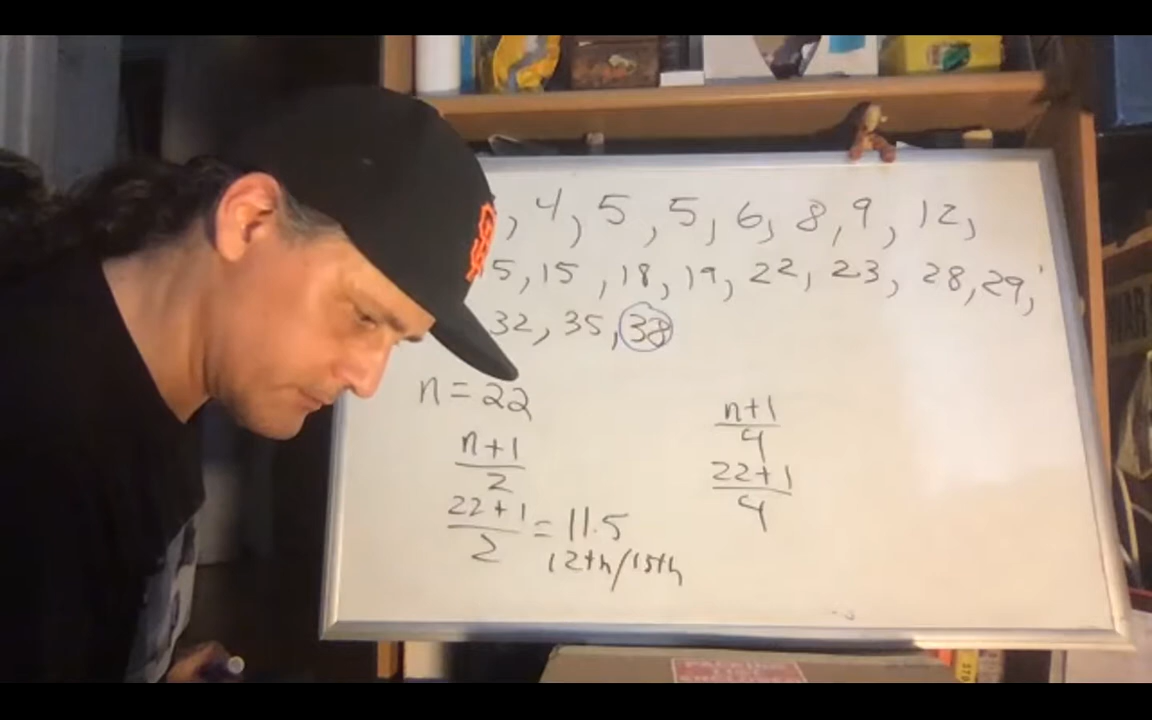 , 4, 5, 5, 6, 8, 9, 12,
5, 15, 18, 19, 22, 23, 28, 29,
32, 35, 38
n = 22
n+1
2
22+1
2
= 11.5
12th/15th
n+1
4
22+1
4
SF